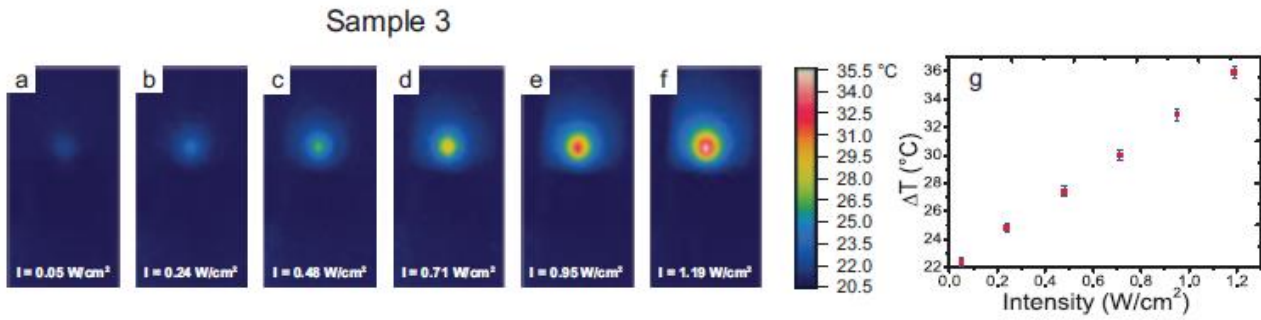 Sample 3
a
b
c
d
e
f
I = 0.05 W/cm²
I = 0.24 W/cm²
I = 0.48 W/cm²
I = 0.71 W/cm²
I = 0.95 W/cm²
I = 1.19 W/cm²
35.5 °C
34.0
32.5
31.0
29.5
28.0
26.5
25.0
23.5
22.0
20.5
g
ΔT (°C)
36
34
32
30
28
26
24
22
0.0 0.2 0.4 0.6 0.8 1.0 1.2
Intensity (W/cm²)